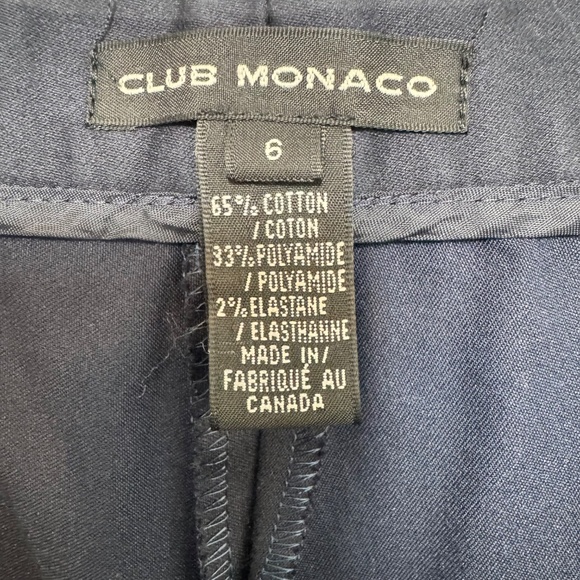 CLUB MONACO
6
65% COTTON
/ COTON
33% POLYAMIDE
/ POLYAMIDE
2% ELASTANE
/ ELASTHANNE
MADE IN/
FABRIQUÉ AU
CANADA